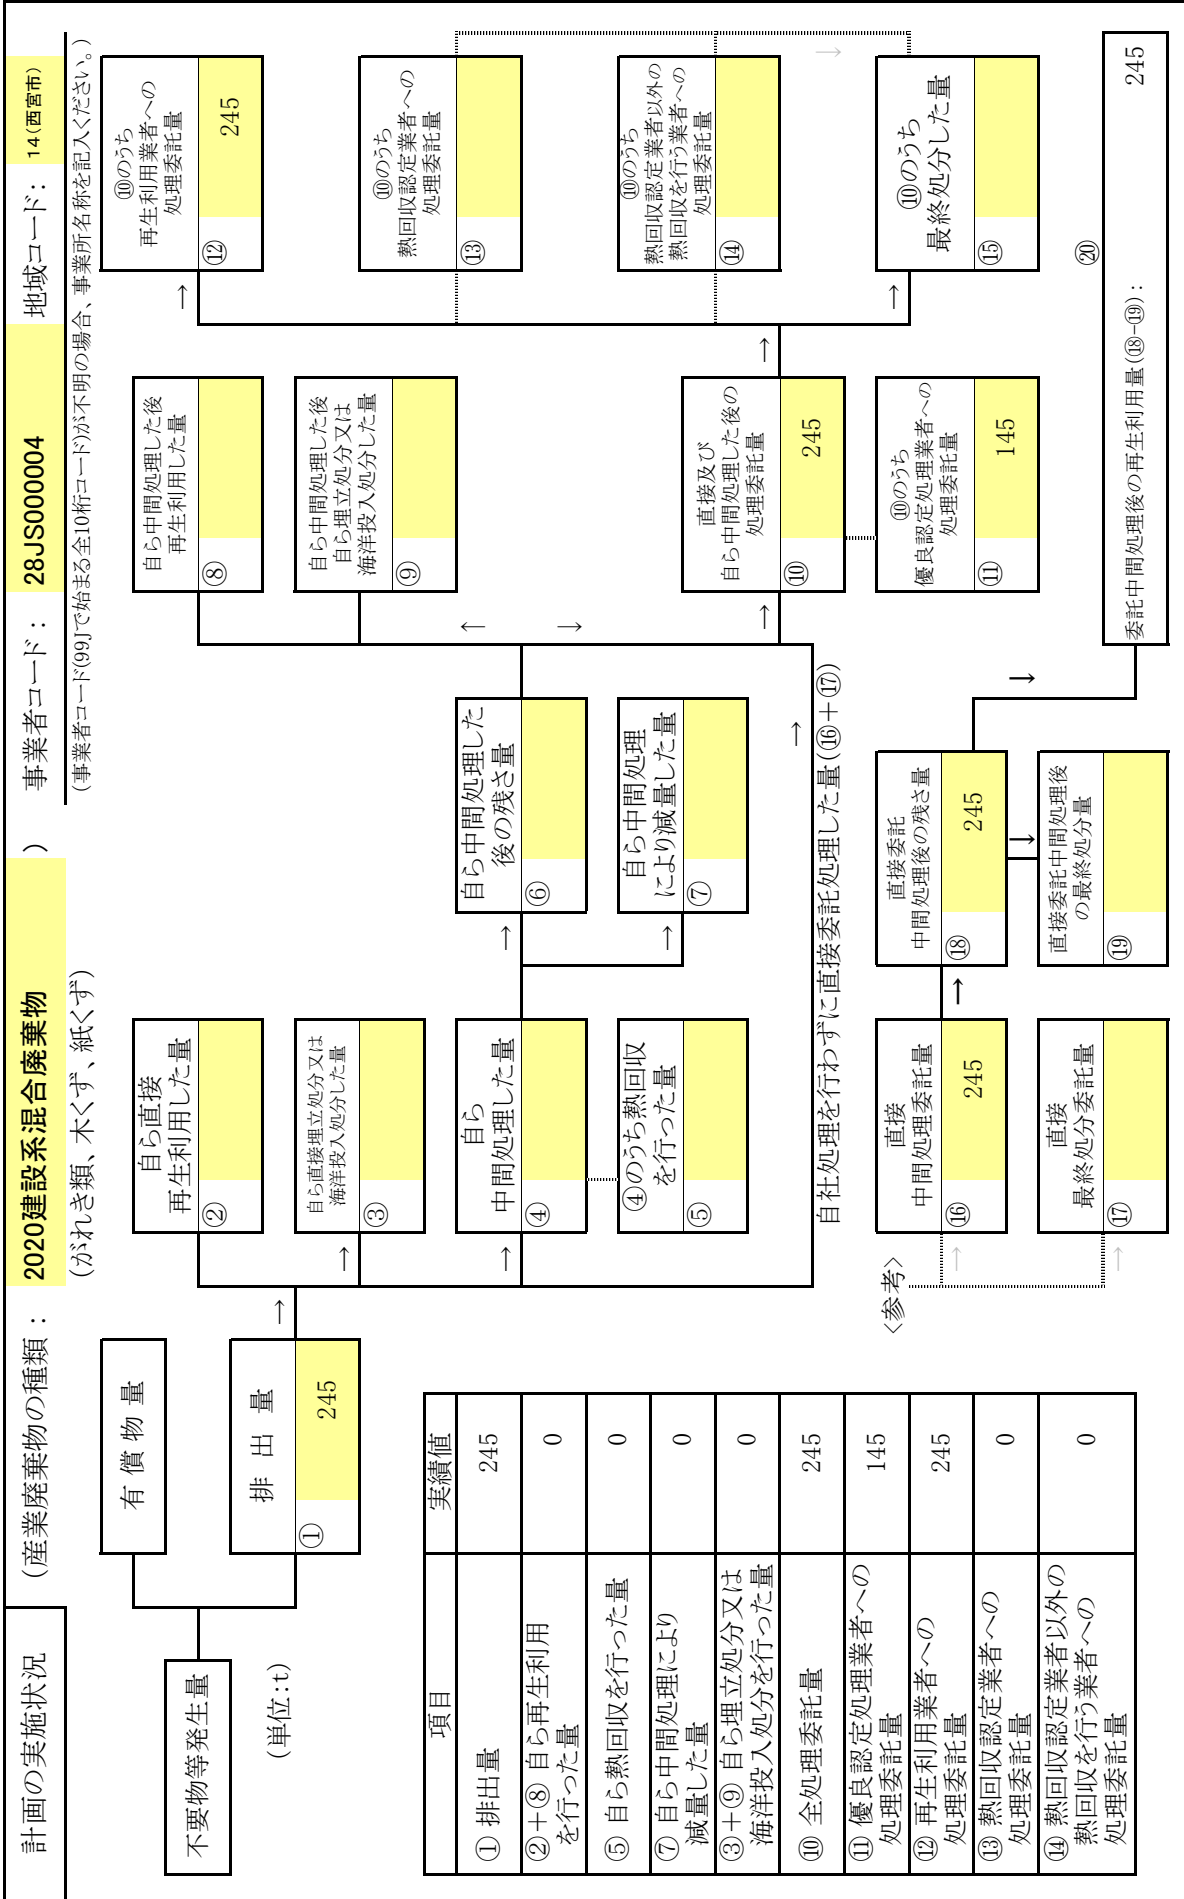 計画の実施状況
(産業廃棄物の種類：
2020建設系混合廃棄物
)
事業者コード：
28JS000004
地域コード：
14(西宮市)
(がれき類、木くず、紙くず)
(事業者コード(99Jで始まる全10桁コード)が不明の場合、事業所名称を記入ください。)
不要物等発生量
(単位:t)
有 償 物 量
排 出 量
①
245
自ら直接
再生利用した量
②
自ら直接埋立処分又は
海洋投入処分した量
③
自ら
中間処理した量
④
④のうち熱回収
を行った量
⑤
自ら中間処理した
後の残さ量
⑥
自ら中間処理
により減量した量
⑦
自ら中間処理した後
再生利用した量
⑧
自ら中間処理した後
自ら埋立処分又は
海洋投入処分した量
⑨
直接及び
自ら中間処理した後の
処理委託量
⑩
245
⑩のうち
優良認定処理業者への
処理委託量
⑪
145
⑩のうち
再生利用業者への
処理委託量
⑫
245
⑩のうち
熱回収認定業者への
処理委託量
⑬
⑩のうち
熱回収認定業者以外の
熱回収を行う業者への
処理委託量
⑭
⑩のうち
最終処分した量
⑮
自社処理を行わずに直接委託処理した量(⑯＋⑰)
<参考>
直接
中間処理委託量
⑯
245
直接
最終処分委託量
⑰
直接委託
中間処理後の残さ量
⑱
245
直接委託中間処理後
の最終処分量
⑲
⑳
委託中間処理後の再生利用量(⑱-⑲)：
245
項目
実績値
① 排出量
245
②＋⑧ 自ら再生利用
を行った量
0
⑤ 自ら熱回収を行った量
0
⑦ 自ら中間処理により
減量した量
0
③＋⑨ 自ら埋立処分又は
海洋投入処分を行った量
0
⑩ 全処理委託量
245
⑪ 優良認定処理業者への
処理委託量
145
⑫ 再生利用業者への
処理委託量
245
⑬ 熱回収認定業者への
処理委託量
0
⑭ 熱回収認定業者以外の
熱回収を行う業者への
処理委託量
0